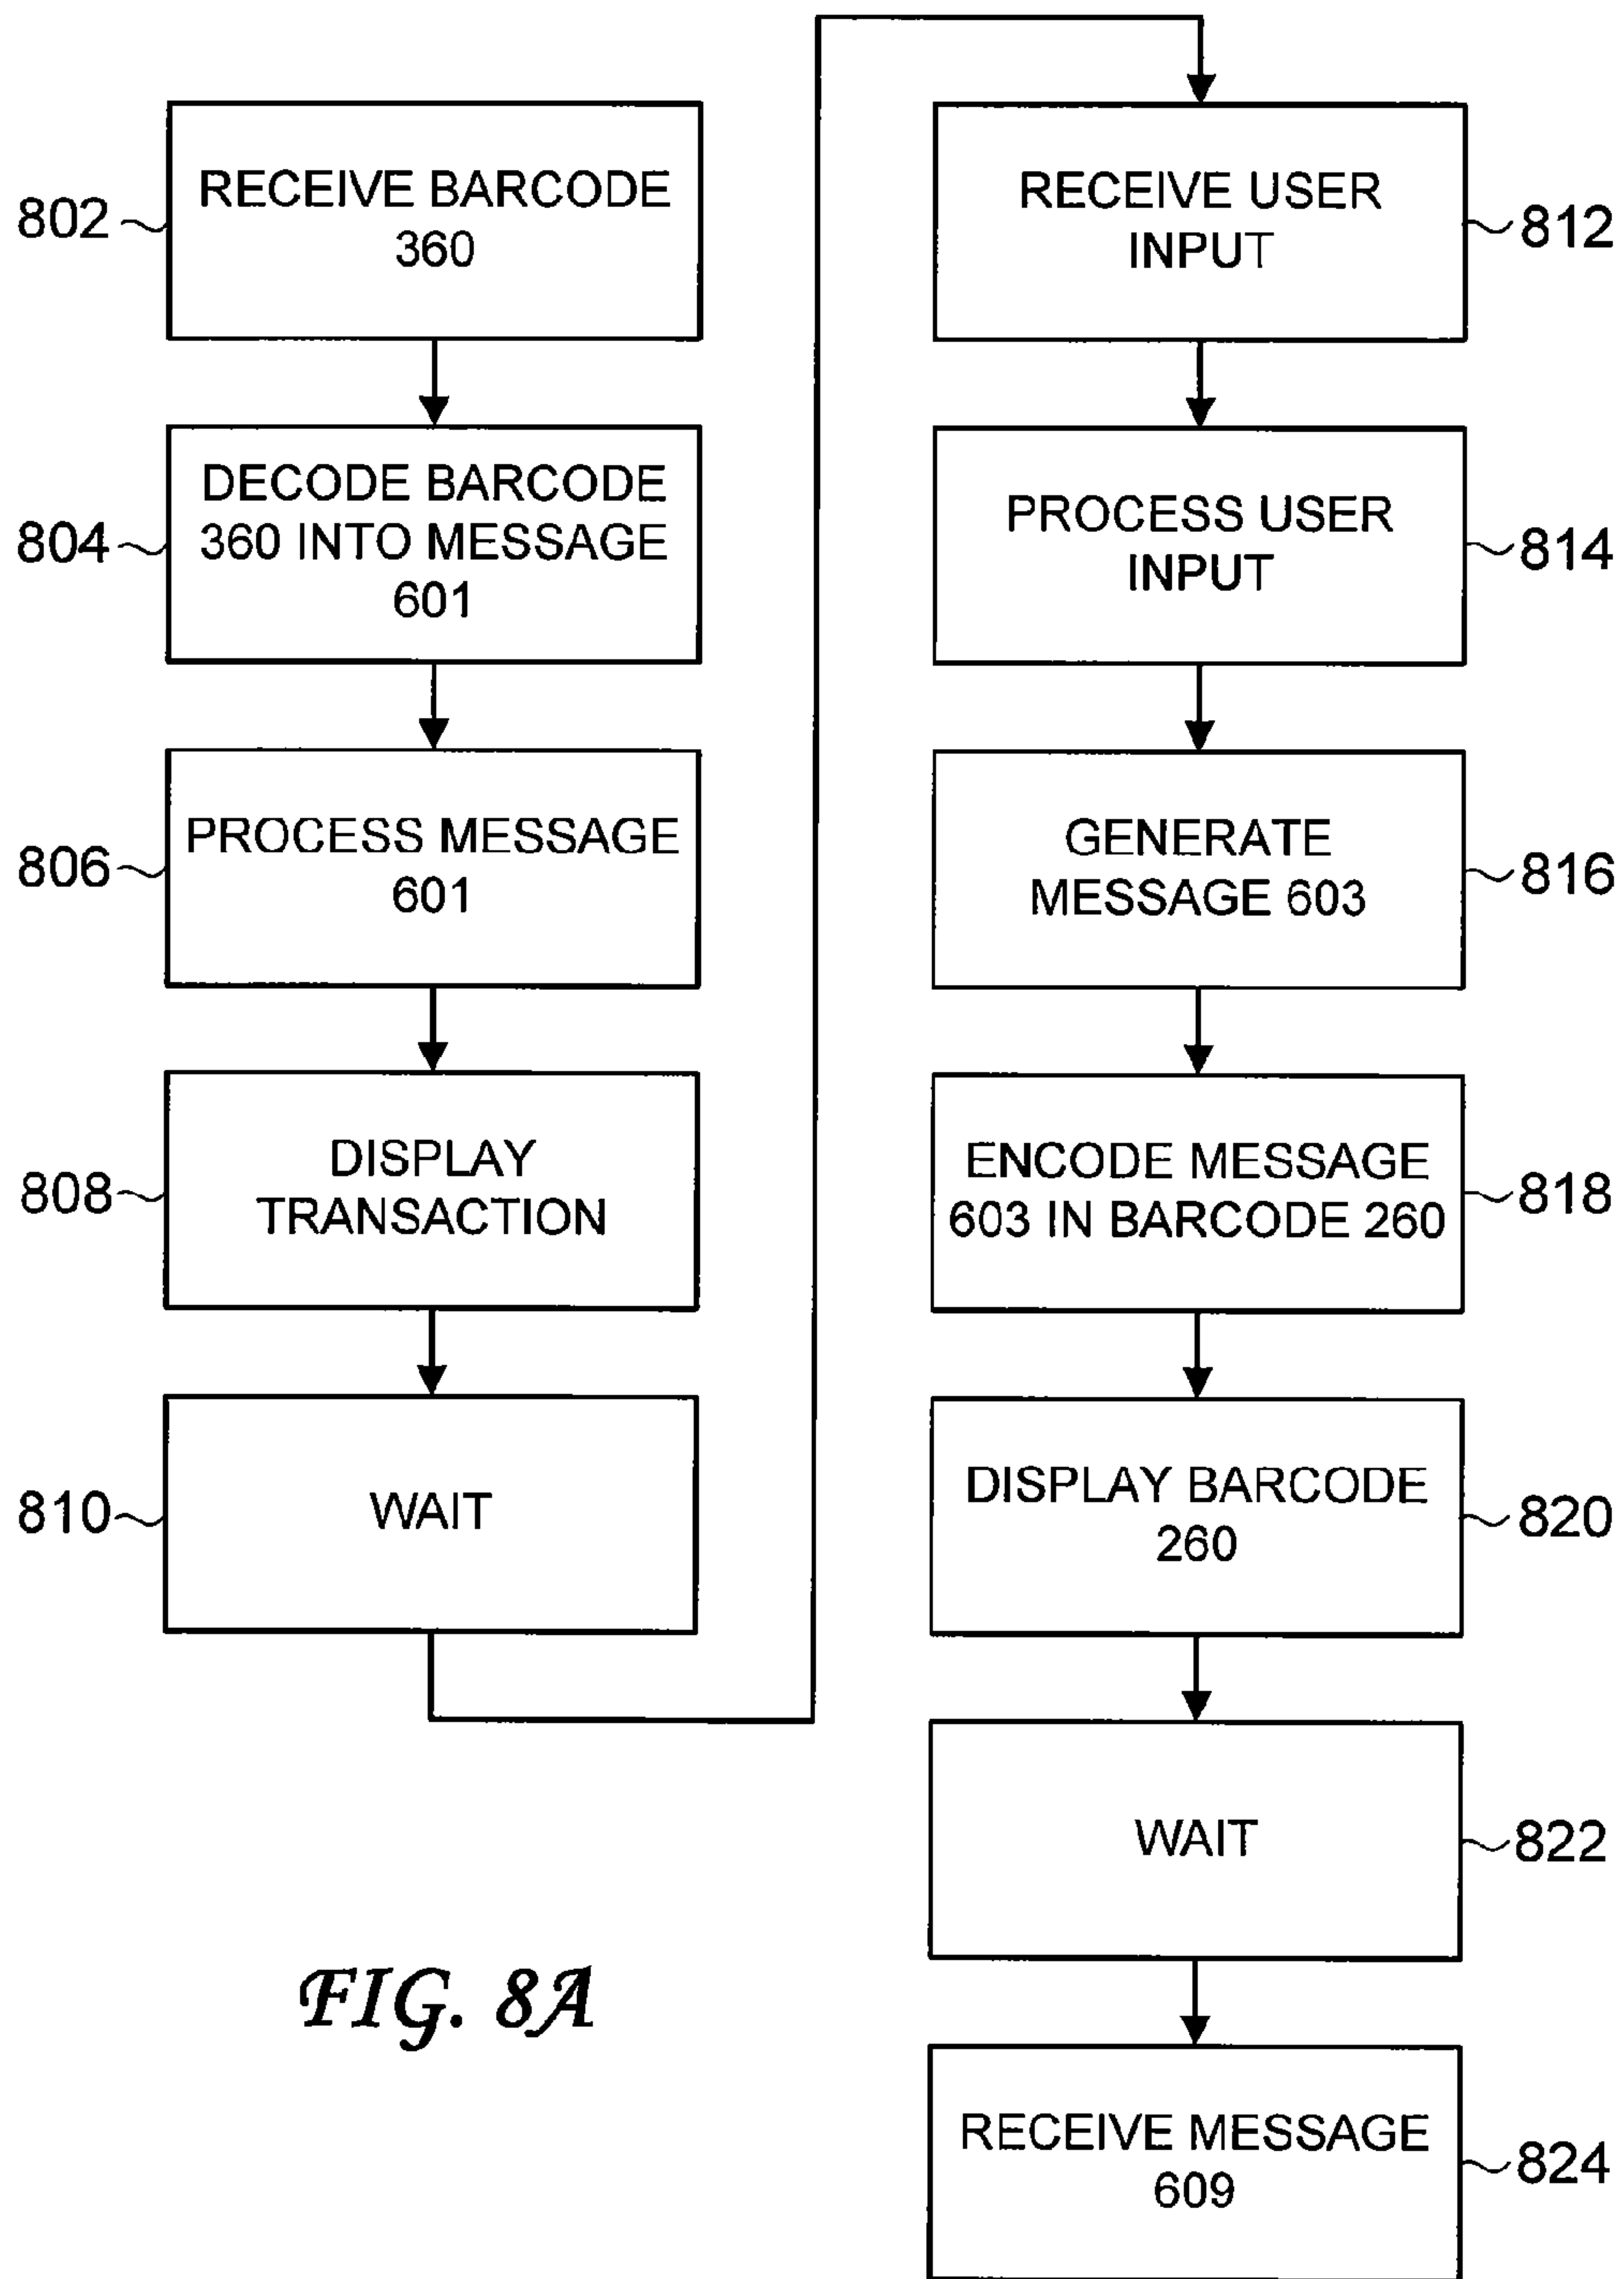 802
RECEIVE BARCODE
360
804
DECODE BARCODE
360 INTO MESSAGE
601
806
PROCESS MESSAGE
601
808
DISPLAY
TRANSACTION
810
WAIT
812
RECEIVE USER
INPUT
814
PROCESS USER
INPUT
816
GENERATE
MESSAGE 603
818
ENCODE MESSAGE
603 IN BARCODE 260
820
DISPLAY BARCODE
260
822
WAIT
824
RECEIVE MESSAGE
609
FIG. 8A